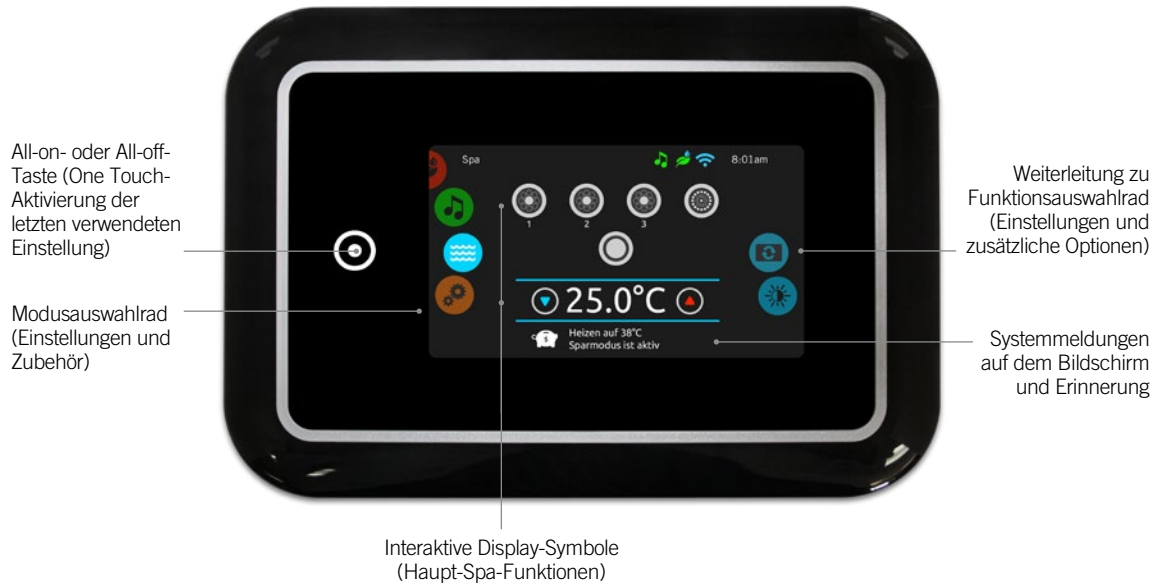 All-on- oder All-off-
Taste (One Touch-
Aktivierung der
letzten verwendeten
Einstellung)
Modusauswahlrad
(Einstellungen und
Zubehör)
Spa
8:01am
1
2
3
25.0°C
Heizen auf 38°C
Sparmodus ist aktiv
Weiterleitung zu
Funktionsauswahlrad
(Einstellungen und
zusätzliche Optionen)
Systemmeldungen
auf dem Bildschirm
und Erinnerung
Interaktive Display-Symbole
(Haupt-Spa-Funktionen)